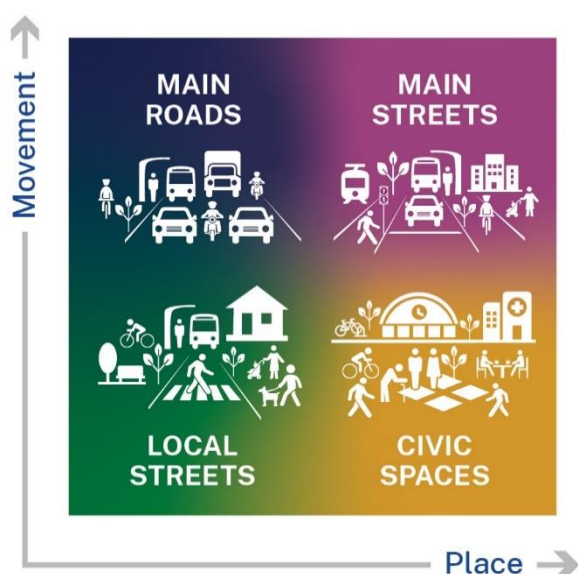 Movement
MAIN
ROADS
MAIN
STREETS
LOCAL
STREETS
CIVIC
SPACES
Place